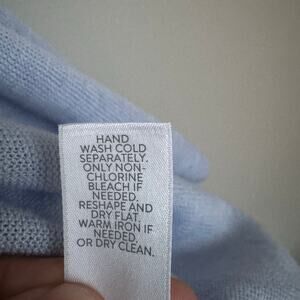 HAND
WASH COLD
SEPARATELY.
ONLY NON-
CHLORINE
BLEACH IF
NEEDED.
RESHAPE AND
DRY FLAT.
WARM IRON IF
NEEDED.
OR DRY CLEAN.